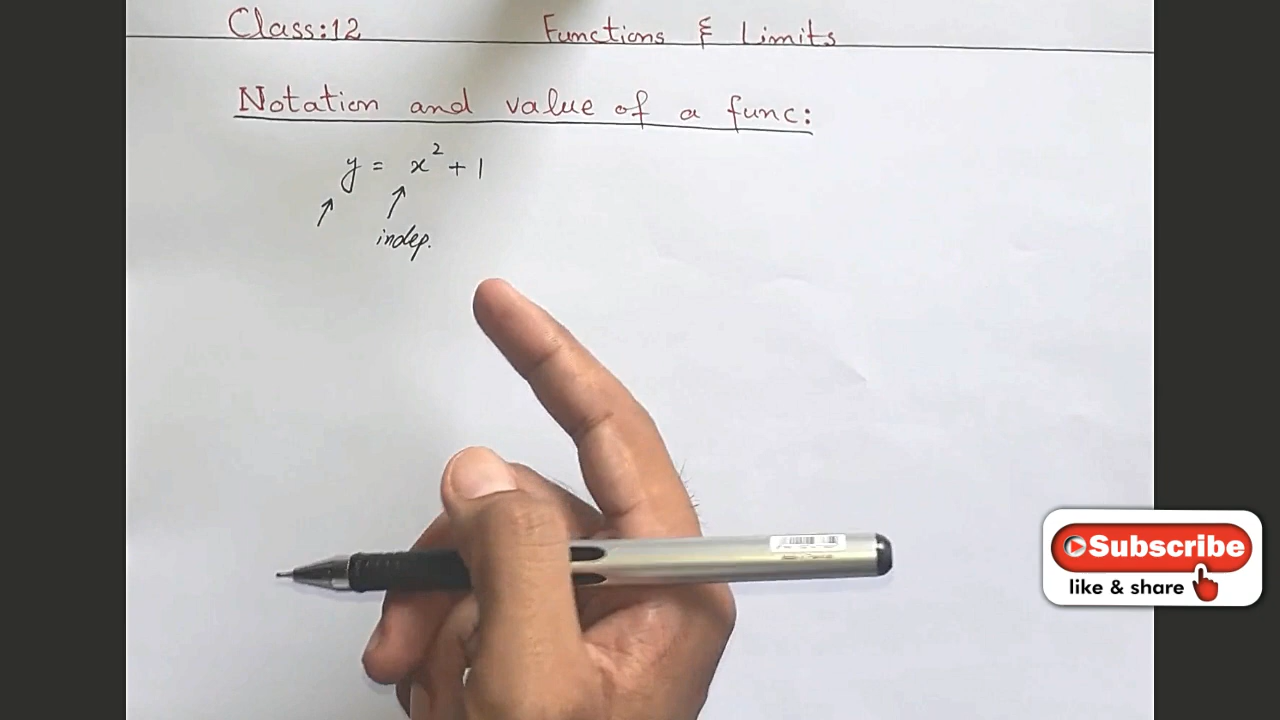 Class:12 Functions & Limits
Notation and value of a func:
y = x² + 1
↑ ↑
indep.
Subscribe
like & share